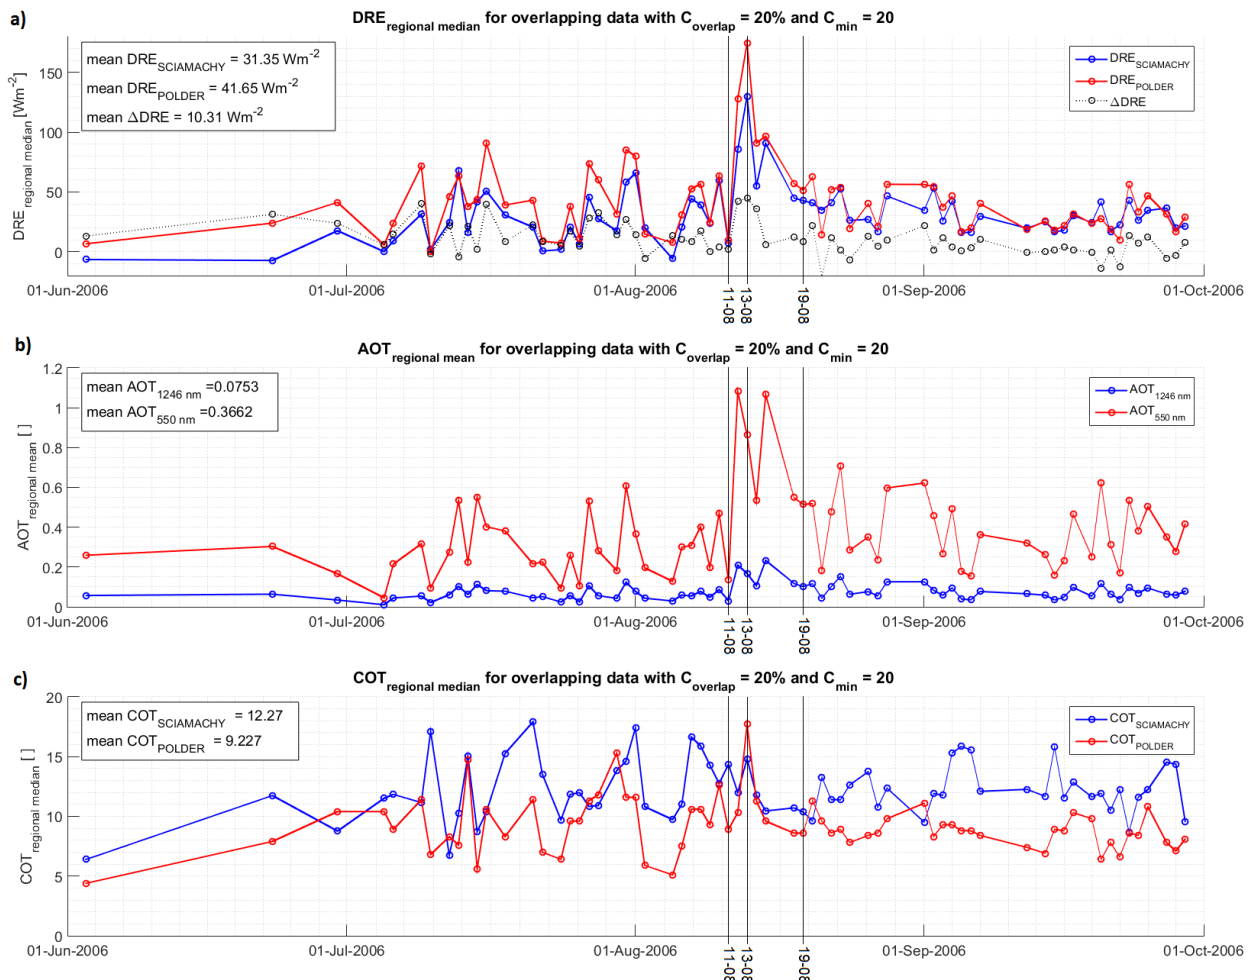 a)
DRE regional median for overlapping data with C overlap = 20% and C min = 20
mean DRE SCIAMACHY = 31.35 Wm-2
mean DRE POLDER = 41.65 Wm-2
mean ΔDRE = 10.31 Wm-2
DRE SCIAMACHY
DRE POLDER
ΔDRE
DRE regional median [Wm-2]
150
100
50
0
01-Jun-2006
01-Jul-2006
01-Aug-2006
01-Sep-2006
01-Oct-2006
11-08
13-08
19-08
b)
AOT regional mean for overlapping data with C overlap = 20% and C min = 20
mean AOT 1246 nm =0.0753
mean AOT 550 nm =0.3662
AOT 1246 nm
AOT 550 nm
AOT regional mean [ ]
1.2
1
0.8
0.6
0.4
0.2
0
01-Jun-2006
01-Jul-2006
01-Aug-2006
01-Sep-2006
01-Oct-2006
11-08
13-08
19-08
c)
COT regional median for overlapping data with C overlap = 20% and C min = 20
mean COT SCIAMACHY = 12.27
mean COT POLDER = 9.227
COT SCIAMACHY
COT POLDER
COT regional median [ ]
20
15
10
5
0
01-Jun-2006
01-Jul-2006
01-Aug-2006
01-Sep-2006
01-Oct-2006
11-08
13-08
19-08